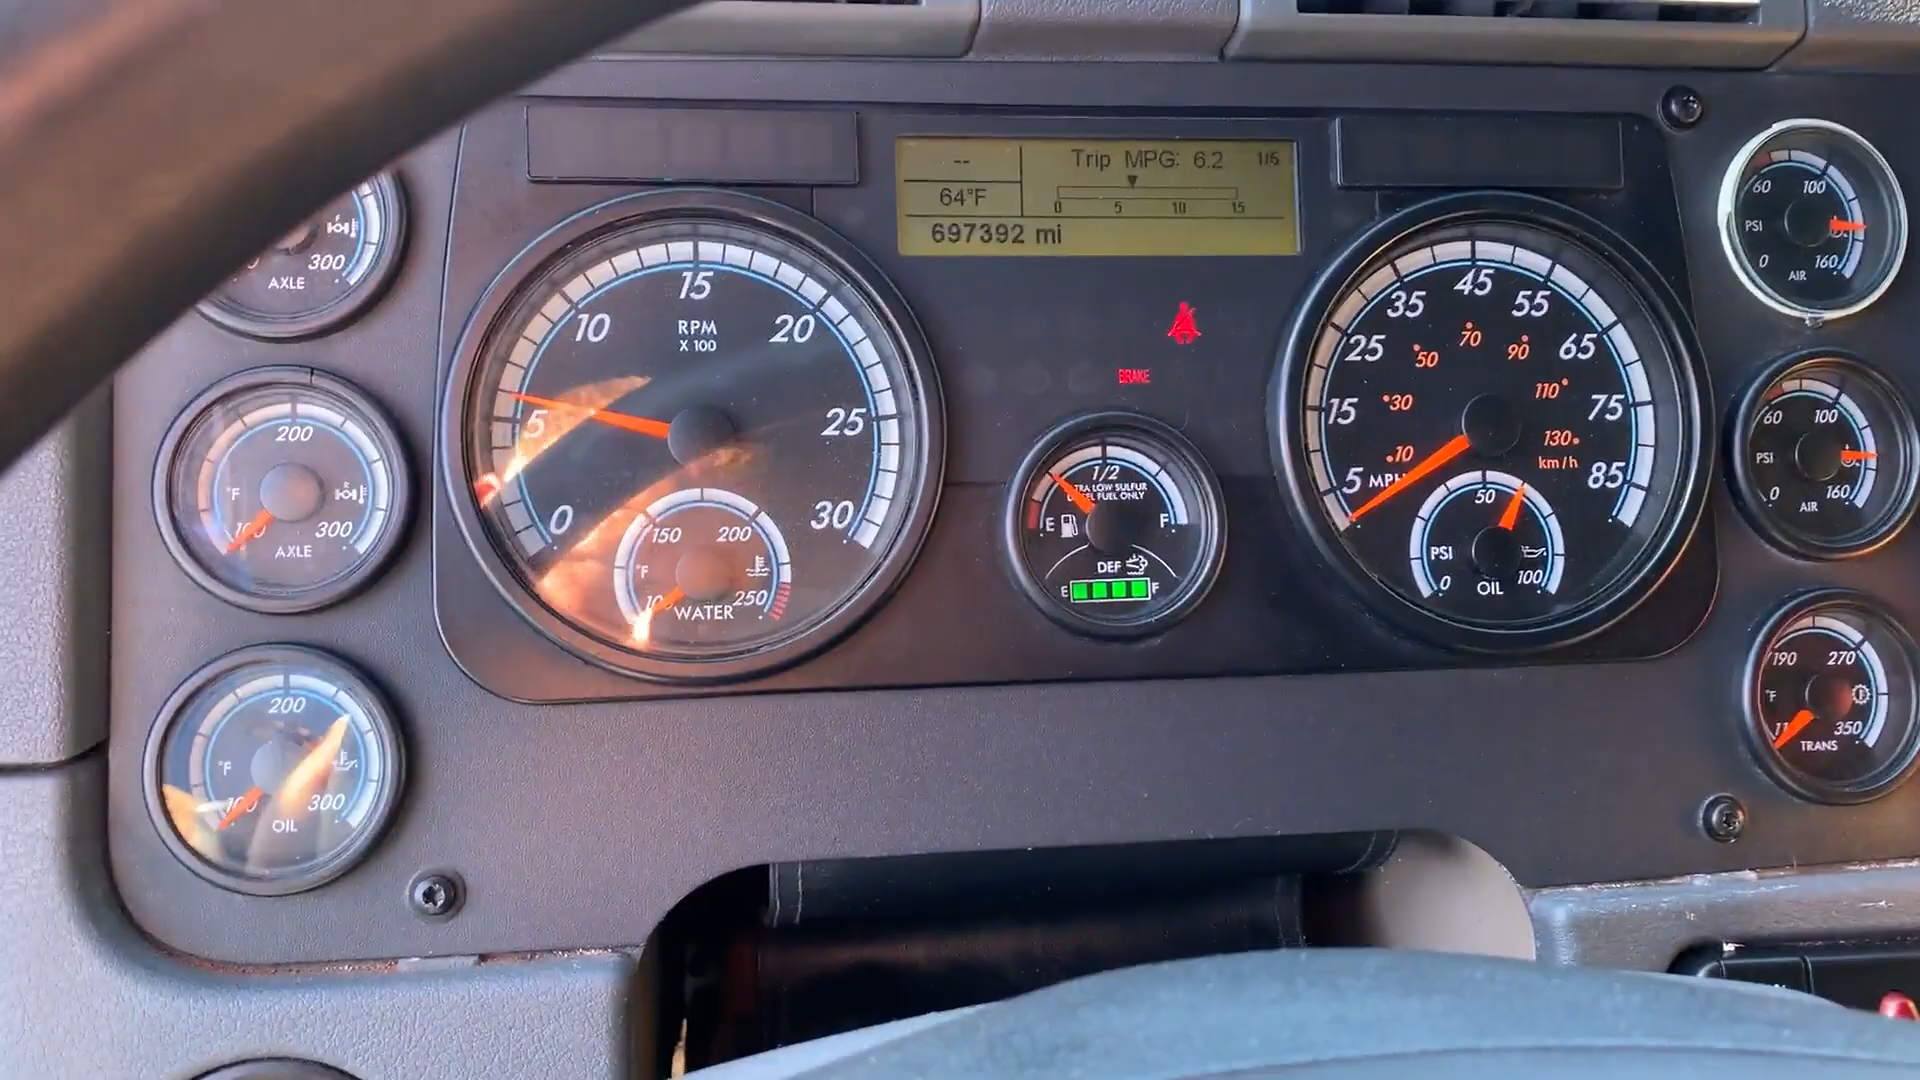 --
64°F
697392 mi
Trip MPG: 6.2
1/5
0 5 10 15
BRAKE
300
AXLE
200
°F
300
AXLE
200
°F
100
300
OIL
0 5 10 15 20 25 30
RPM
X 100
150 200
°F
250
WATER
1/2
E F
DEF
E F
5 15 25 35 45 55 65 75 85
MPH
10 30 50 70 90 110 130
km/h
50
PSI
0 100
OIL
60 100
PSI
0 160
AIR
60 100
PSI
0 160
AIR
190 270
°F
350
TRANS